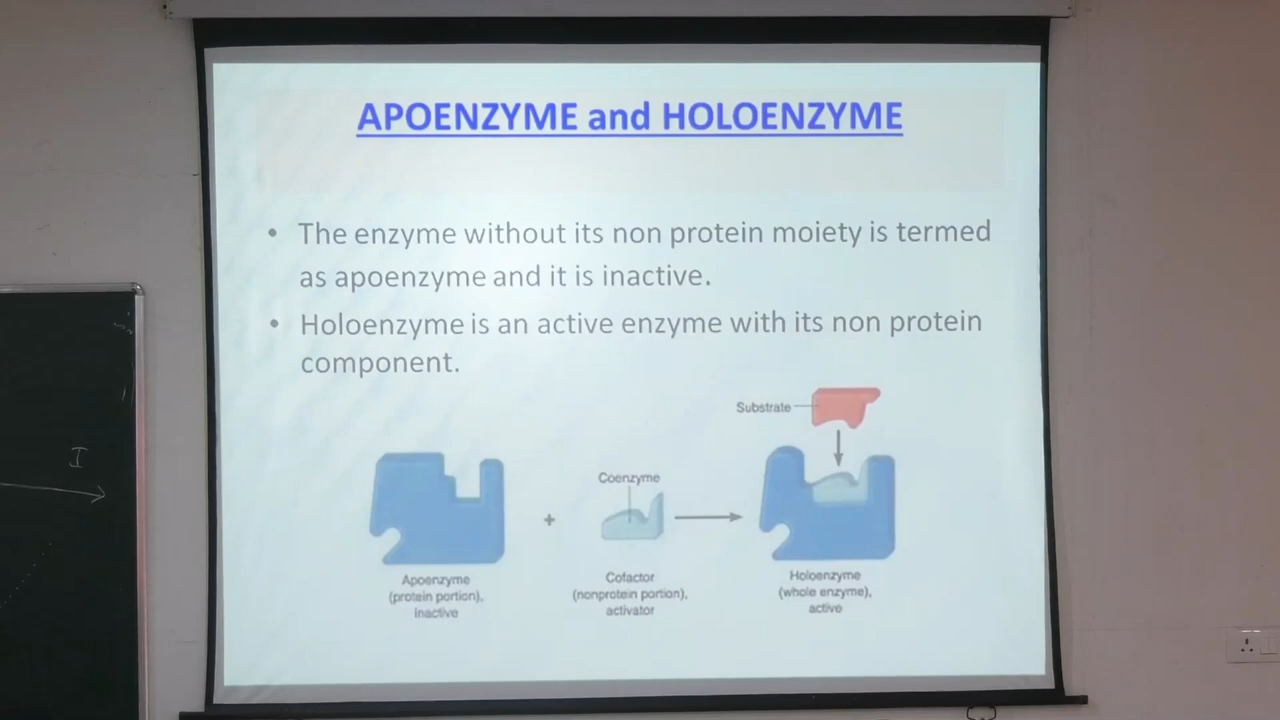 APOENZYME and HOLOENZYME
• The enzyme without its non protein moiety is termed
as apoenzyme and it is inactive.
• Holoenzyme is an active enzyme with its non protein
component.
Substrate
Coenzyme
+
Apoenzyme
(protein portion),
inactive
Cofactor
(nonprotein portion),
activator
Holoenzyme
(whole enzyme),
active
I